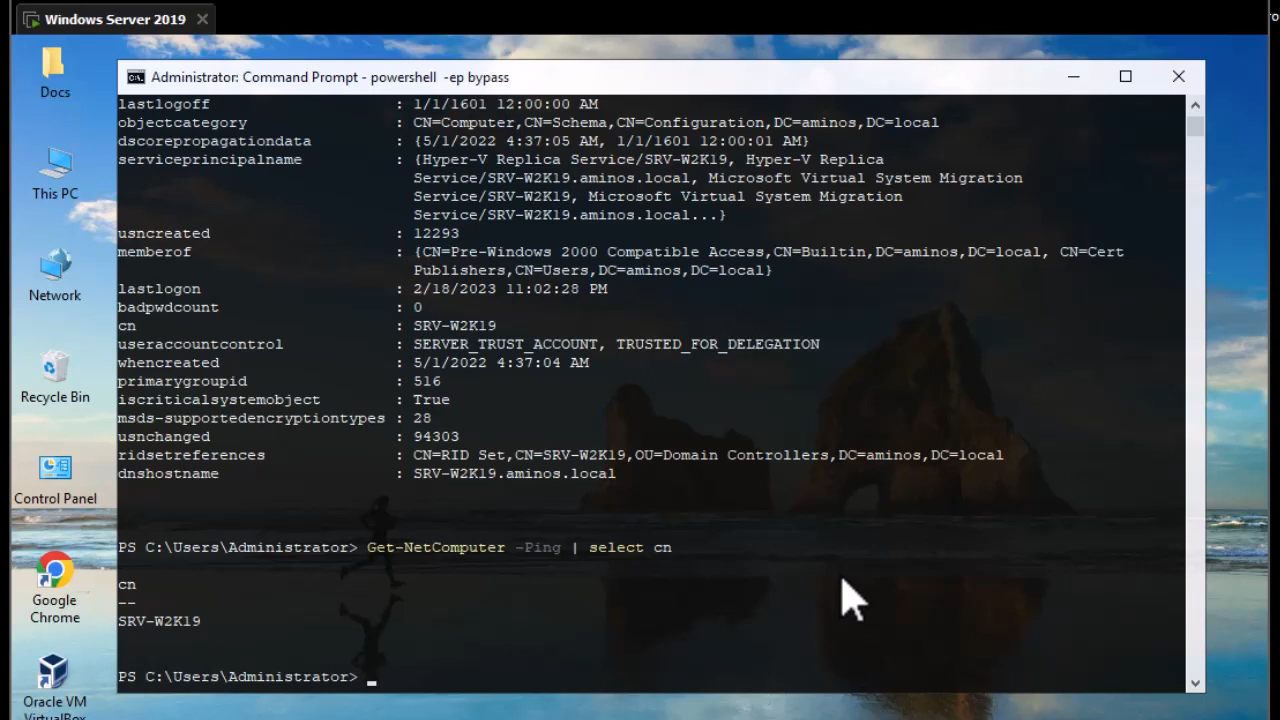 Windows Server 2019
Docs
This PC
Network
Recycle Bin
Control Panel
Google
Chrome
Oracle VM
VirtualBox
Administrator: Command Prompt - powershell  -ep bypass
lastlogoff                    : 1/1/1601 12:00:00 AM
objectcategory                : CN=Computer,CN=Schema,CN=Configuration,DC=aminos,DC=local
dscorepropagationdata         : {5/1/2022 4:37:05 AM, 1/1/1601 12:00:01 AM}
serviceprincipalname          : {Hyper-V Replica Service/SRV-W2K19, Hyper-V Replica
Service/SRV-W2K19.aminos.local, Microsoft Virtual System Migration
Service/SRV-W2K19, Microsoft Virtual System Migration
Service/SRV-W2K19.aminos.local...}
usncreated                    : 12293
memberof                      : {CN=Pre-Windows 2000 Compatible Access,CN=Builtin,DC=aminos,DC=local, CN=Cert
Publishers,CN=Users,DC=aminos,DC=local}
lastlogon                     : 2/18/2023 11:02:28 PM
badpwdcount                   : 0
cn                            : SRV-W2K19
useraccountcontrol            : SERVER_TRUST_ACCOUNT, TRUSTED_FOR_DELEGATION
whencreated                   : 5/1/2022 4:37:04 AM
primarygroupid                : 516
iscriticalsystemobject        : True
msds-supportedencryptiontypes : 28
usnchanged                    : 94303
ridsetreferences              : CN=RID Set,CN=SRV-W2K19,OU=Domain Controllers,DC=aminos,DC=local
dnshostname                   : SRV-W2K19.aminos.local
PS C:\Users\Administrator> Get-NetComputer -Ping | select cn
cn
--
SRV-W2K19
PS C:\Users\Administrator>